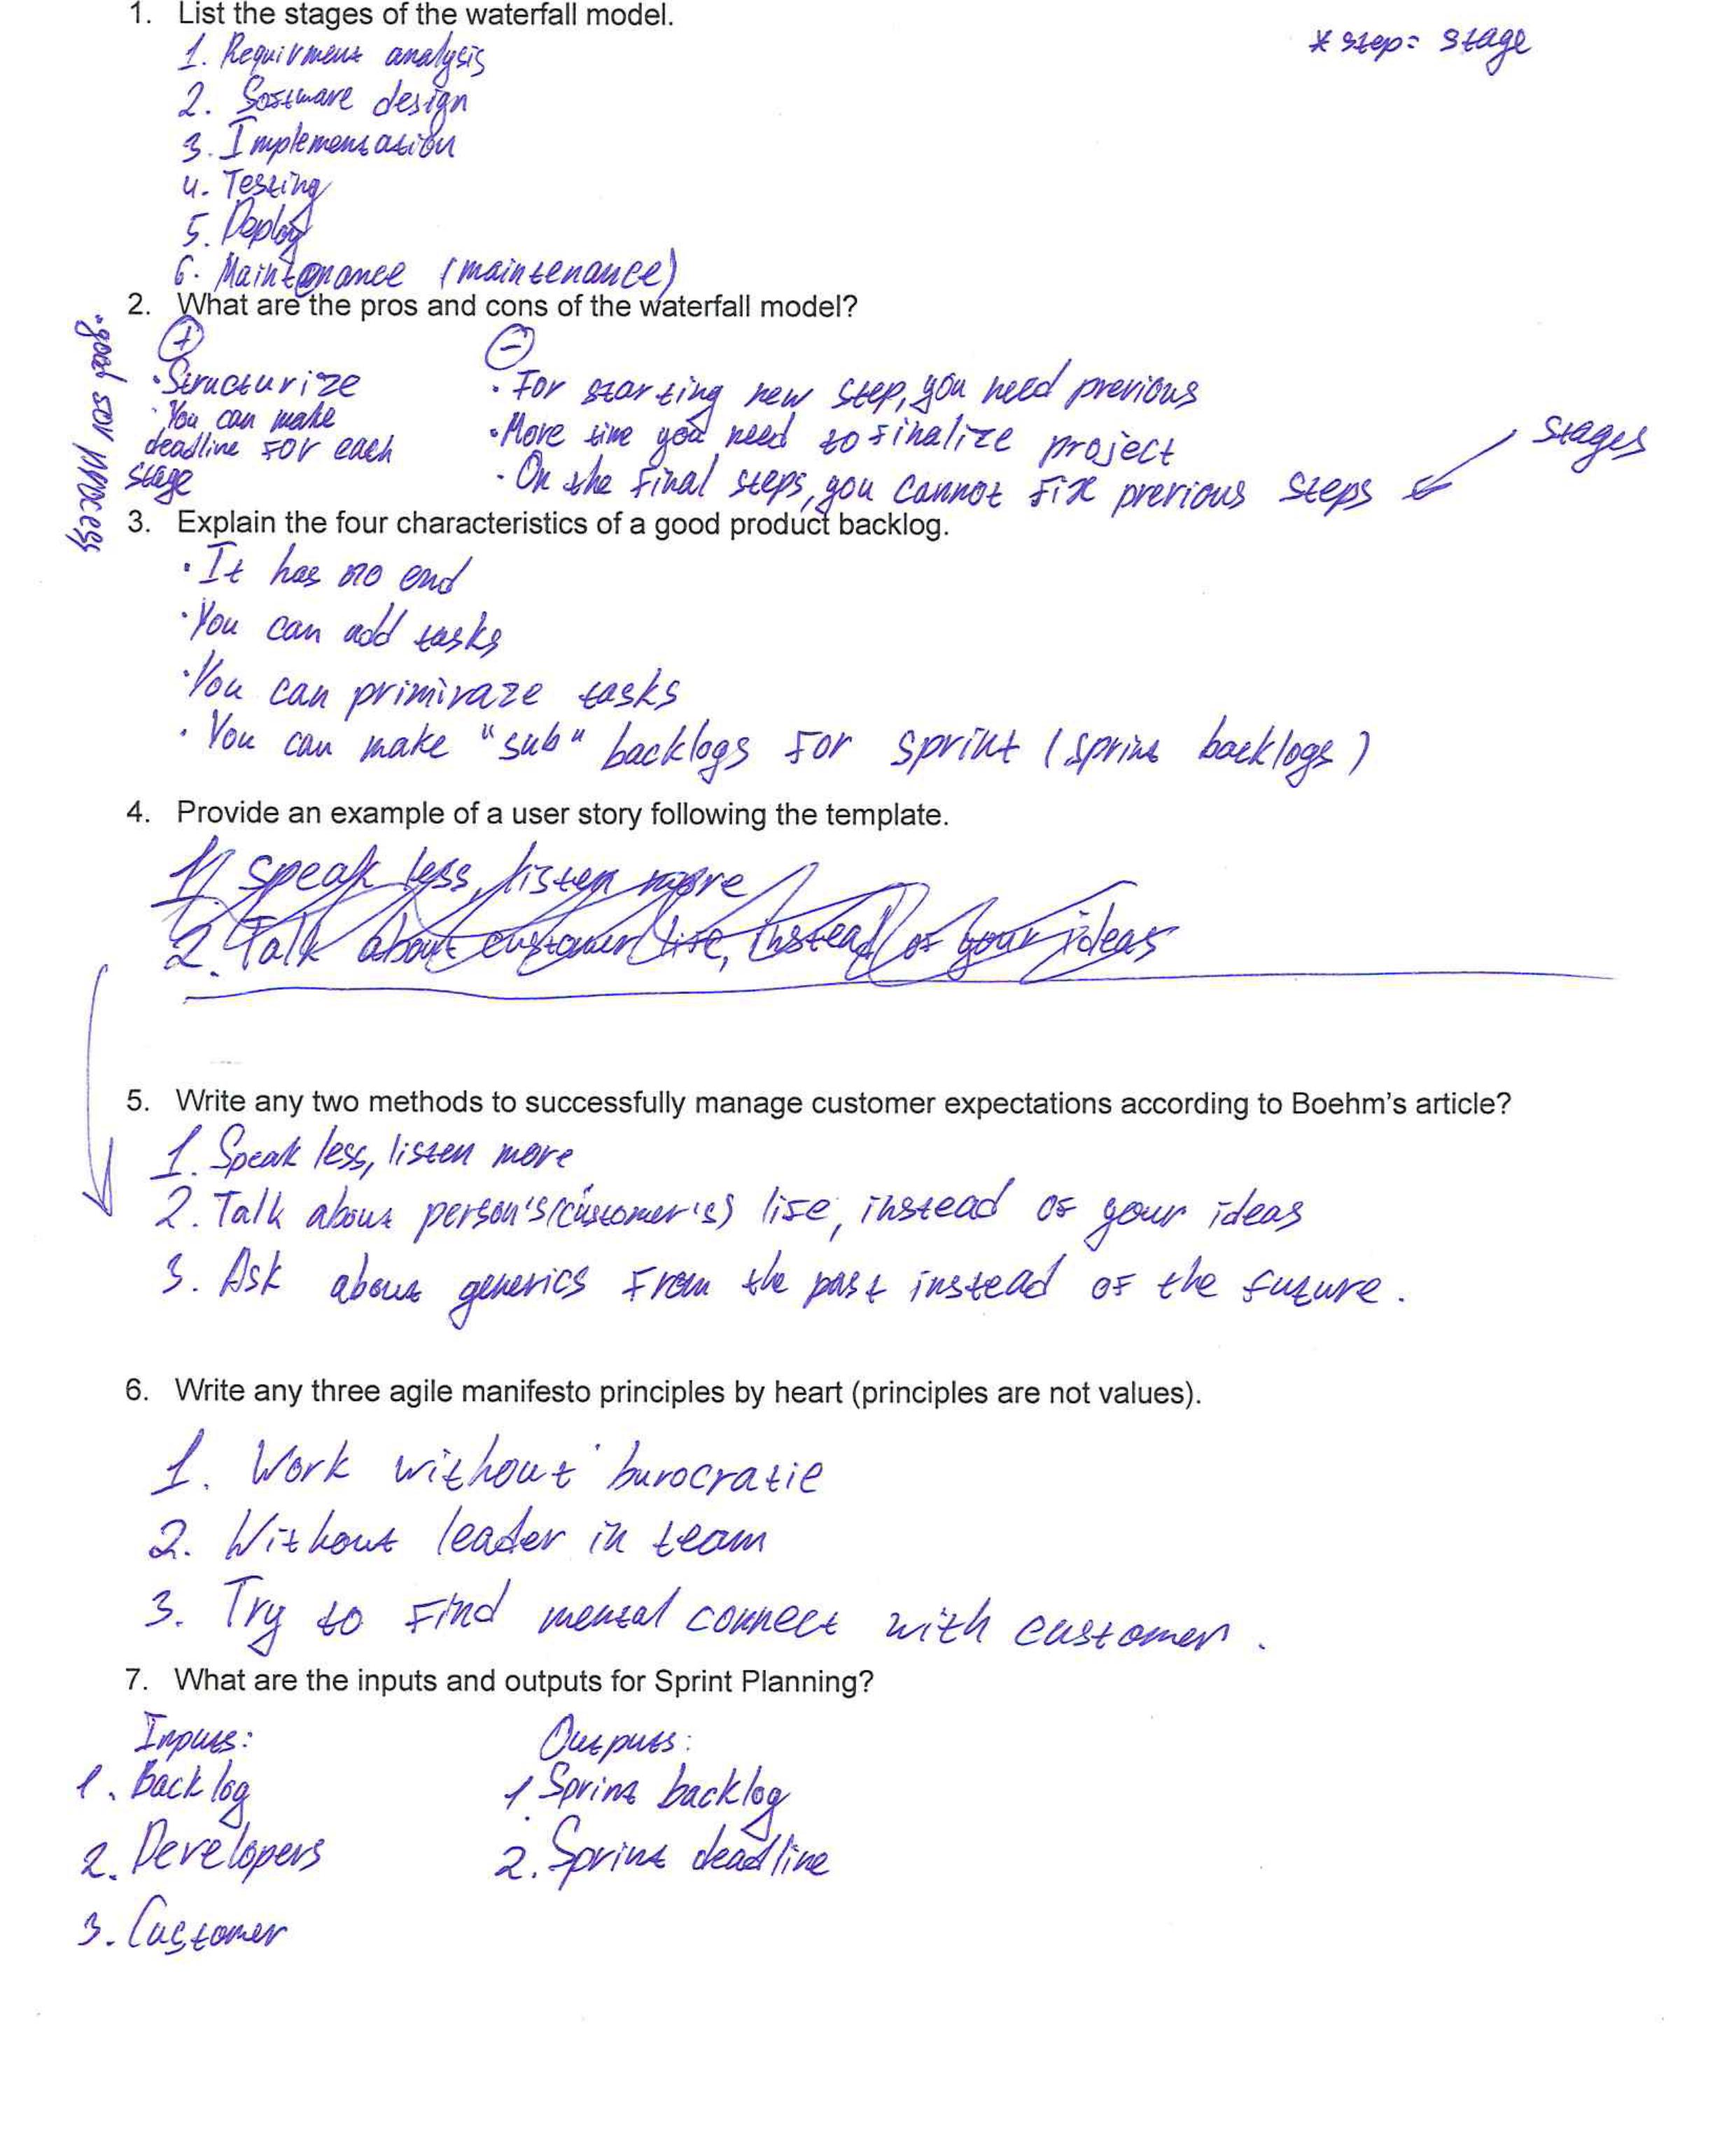 1. List the stages of the waterfall model.
* step = stage
1. Requirment analysis
2. Software design
3. Implementation
4. Testing
5. Deploy
6. Maintenance (maintenance)
2. What are the pros and cons of the waterfall model?
+
• Structurize
• You can make
deadline for each
stage
• good for process
-
• For starting new step, you need previous
• More time you need to finalize project
• On the final steps, you cannot fix previous steps
stages
3. Explain the four characteristics of a good product backlog.
• It has no end
• You can add tasks
• You can primiraze tasks
• You can make "sub" backlogs for sprint (sprint backlogs)
4. Provide an example of a user story following the template.
1. Speak less, listen more
2. Talk about customer life, instead of your ideas
5. Write any two methods to successfully manage customer expectations according to Boehm's article?
1. Speak less, listen more
2. Talk about person's (customer's) life, instead of your ideas
3. Ask about generics from the past instead of the future.
6. Write any three agile manifesto principles by heart (principles are not values).
1. Work without burocratie
2. Without leader in team
3. Try to find mental connect with customer.
7. What are the inputs and outputs for Sprint Planning?
Inputs:
1. Backlog
2. Developers
3. Customer
Outputs:
1. Sprint backlog
2. Sprint deadline